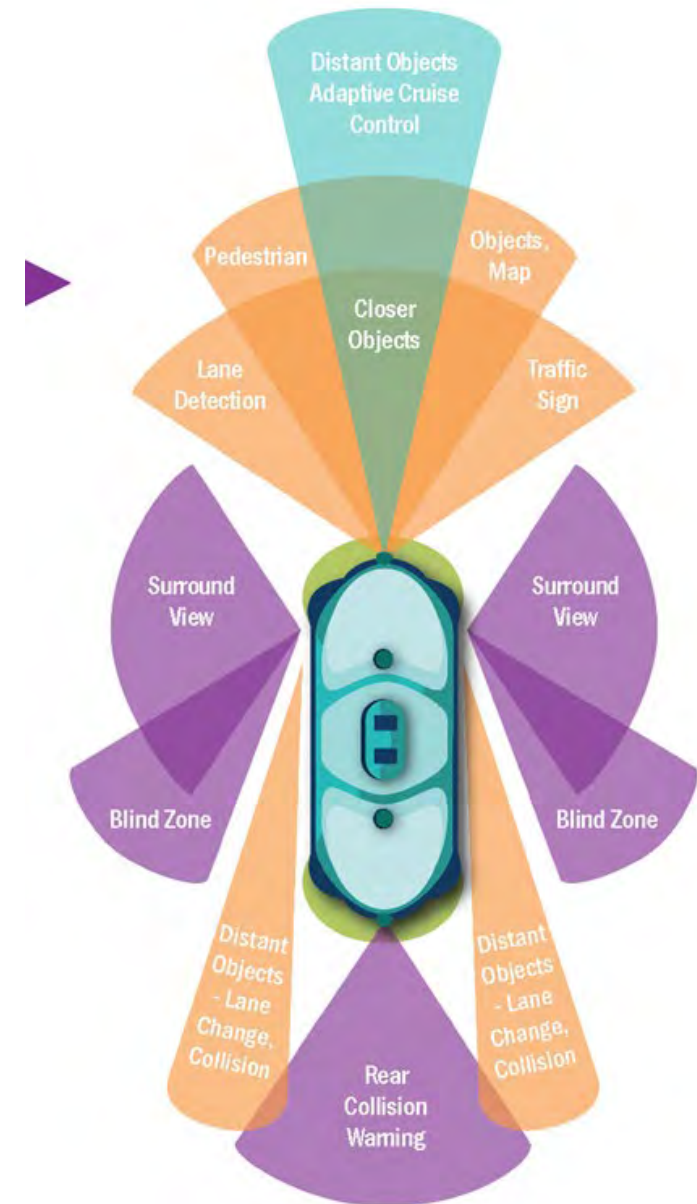 Distant Objects
Adaptive Cruise
Control
Pedestrian
Objects,
Map
Closer
Objects
Lane
Detection
Traffic
Sign
Surround
View
Surround
View
Blind Zone
Blind Zone
Distant
Objects
- Lane
Change,
Collision
Distant
Objects
- Lane
Change,
Collision
Rear
Collision
Warning